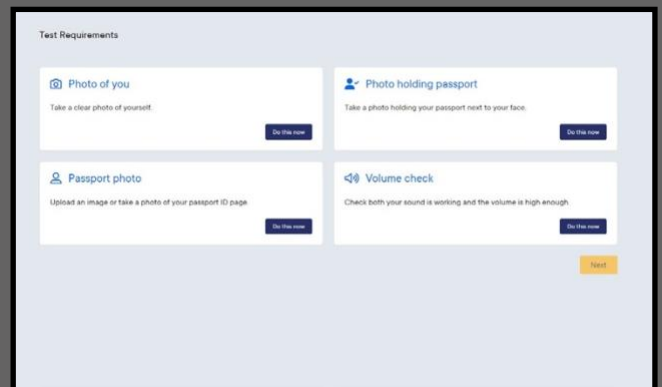 Test Requirements
Photo of you
Take a clear photo of yourself.
Do this now
Photo holding passport
Take a photo holding your passport next to your face.
Do this now
Passport photo
Upload an image or take a photo of your passport ID page.
Do this now
Volume check
Check both your sound is working and the volume is high enough.
Do this now
Next